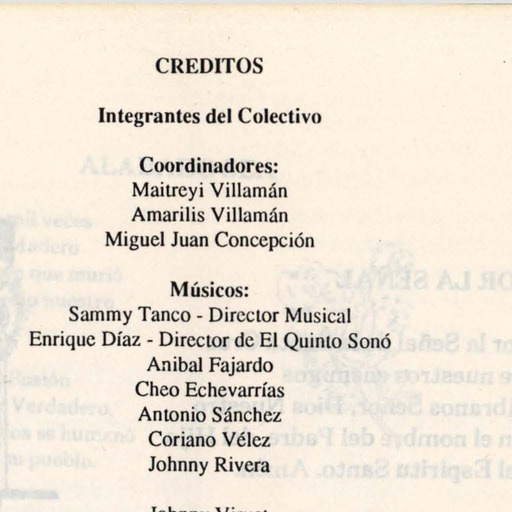 CREDITOS
Integrantes del Colectivo
Coordinadores:
Maitreyi Villamán
Amarilis Villamán
Miguel Juan Concepción
Músicos:
Sammy Tanco - Director Musical
Enrique Díaz - Director de El Quinto Sonó
Anibal Fajardo
Cheo Echevarrías
Antonio Sánchez
Coriano Vélez
Johnny Rivera